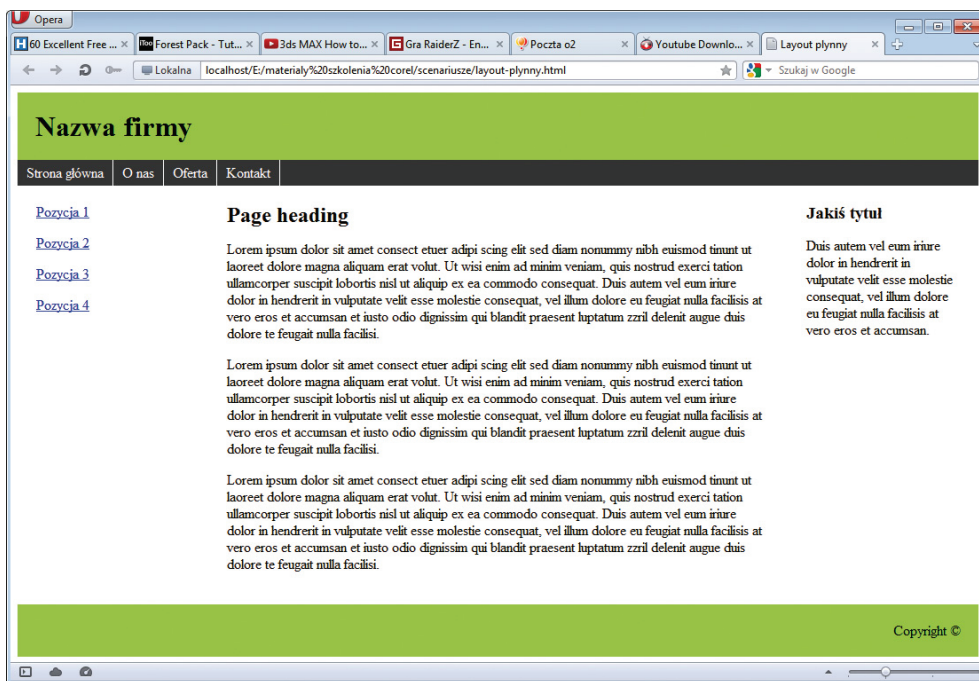 Opera
60 Excellent Free ...
Forest Pack - Tut...
3ds MAX How to...
Gra RaiderZ - En...
Poczta o2
Youtube Downlo...
Layout plynny
Lokalna
localhost/E:/materialy%20szkolenia%20corel/scenariusze/layout-plynny.html
Szukaj w Google
Nazwa firmy
Strona główna
O nas
Oferta
Kontakt
Pozycja 1
Pozycja 2
Pozycja 3
Pozycja 4
Page heading
Lorem ipsum dolor sit amet consect etuer adipi scing elit sed diam nonummy nibh euismod tinunt ut
laoreet dolore magna aliquam erat volut. Ut wisi enim ad minim veniam, quis nostrud exerci tation
ullamcorper suscipit lobortis nisl ut aliquip ex ea commodo consequat. Duis autem vel eum iriure
dolor in hendrerit in vulputate velit esse molestie consequat, vel illum dolore eu feugiat nulla facilisis at
vero eros et accumsan et iusto odio dignissim qui blandit praesent luptatum zzril delenit augue duis
dolore te feugait nulla facilisi.
Lorem ipsum dolor sit amet consect etuer adipi scing elit sed diam nonummy nibh euismod tinunt ut
laoreet dolore magna aliquam erat volut. Ut wisi enim ad minim veniam, quis nostrud exerci tation
ullamcorper suscipit lobortis nisl ut aliquip ex ea commodo consequat. Duis autem vel eum iriure
dolor in hendrerit in vulputate velit esse molestie consequat, vel illum dolore eu feugiat nulla facilisis at
vero eros et accumsan et iusto odio dignissim qui blandit praesent luptatum zzril delenit augue duis
dolore te feugait nulla facilisi.
Lorem ipsum dolor sit amet consect etuer adipi scing elit sed diam nonummy nibh euismod tinunt ut
laoreet dolore magna aliquam erat volut. Ut wisi enim ad minim veniam, quis nostrud exerci tation
ullamcorper suscipit lobortis nisl ut aliquip ex ea commodo consequat. Duis autem vel eum iriure
dolor in hendrerit in vulputate velit esse molestie consequat, vel illum dolore eu feugiat nulla facilisis at
vero eros et accumsan et iusto odio dignissim qui blandit praesent luptatum zzril delenit augue duis
dolore te feugait nulla facilisi.
Jakiś tytuł
Duis autem vel eum iriure
dolor in hendrerit in
vulputate velit esse molestie
consequat, vel illum dolore
eu feugiat nulla facilisis at
vero eros et accumsan.
Copyright ©